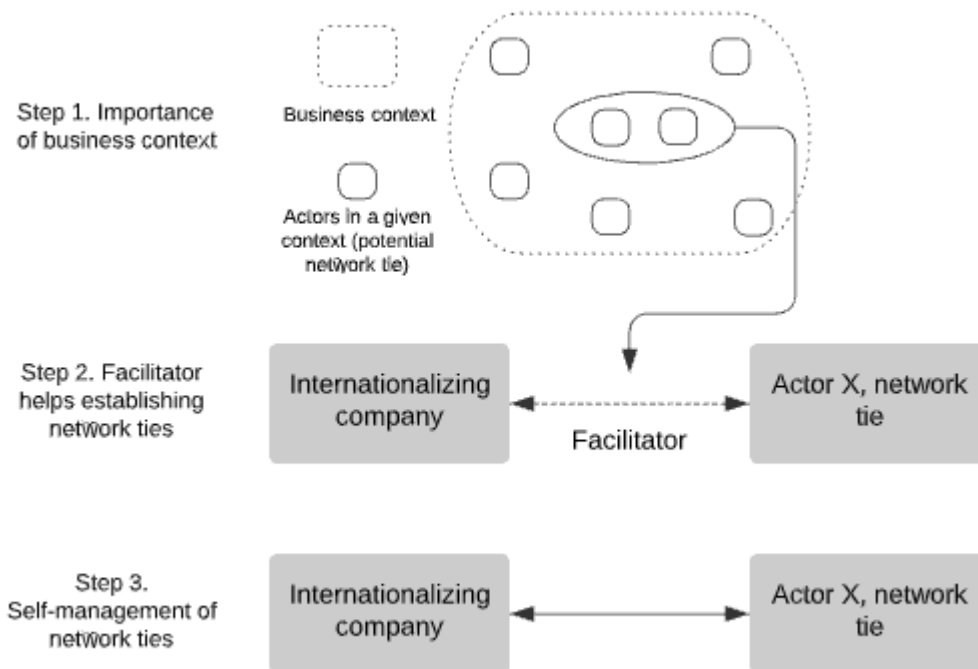 Step 1. Importance
of business context
Business context
Actors in a given
context (potential
network tie)
Step 2. Facilitator
helps establishing
network ties
Internationalizing
company
Facilitator
Actor X, network
tie
Step 3.
Self-management of
network ties
Internationalizing
company
Actor X, network
tie